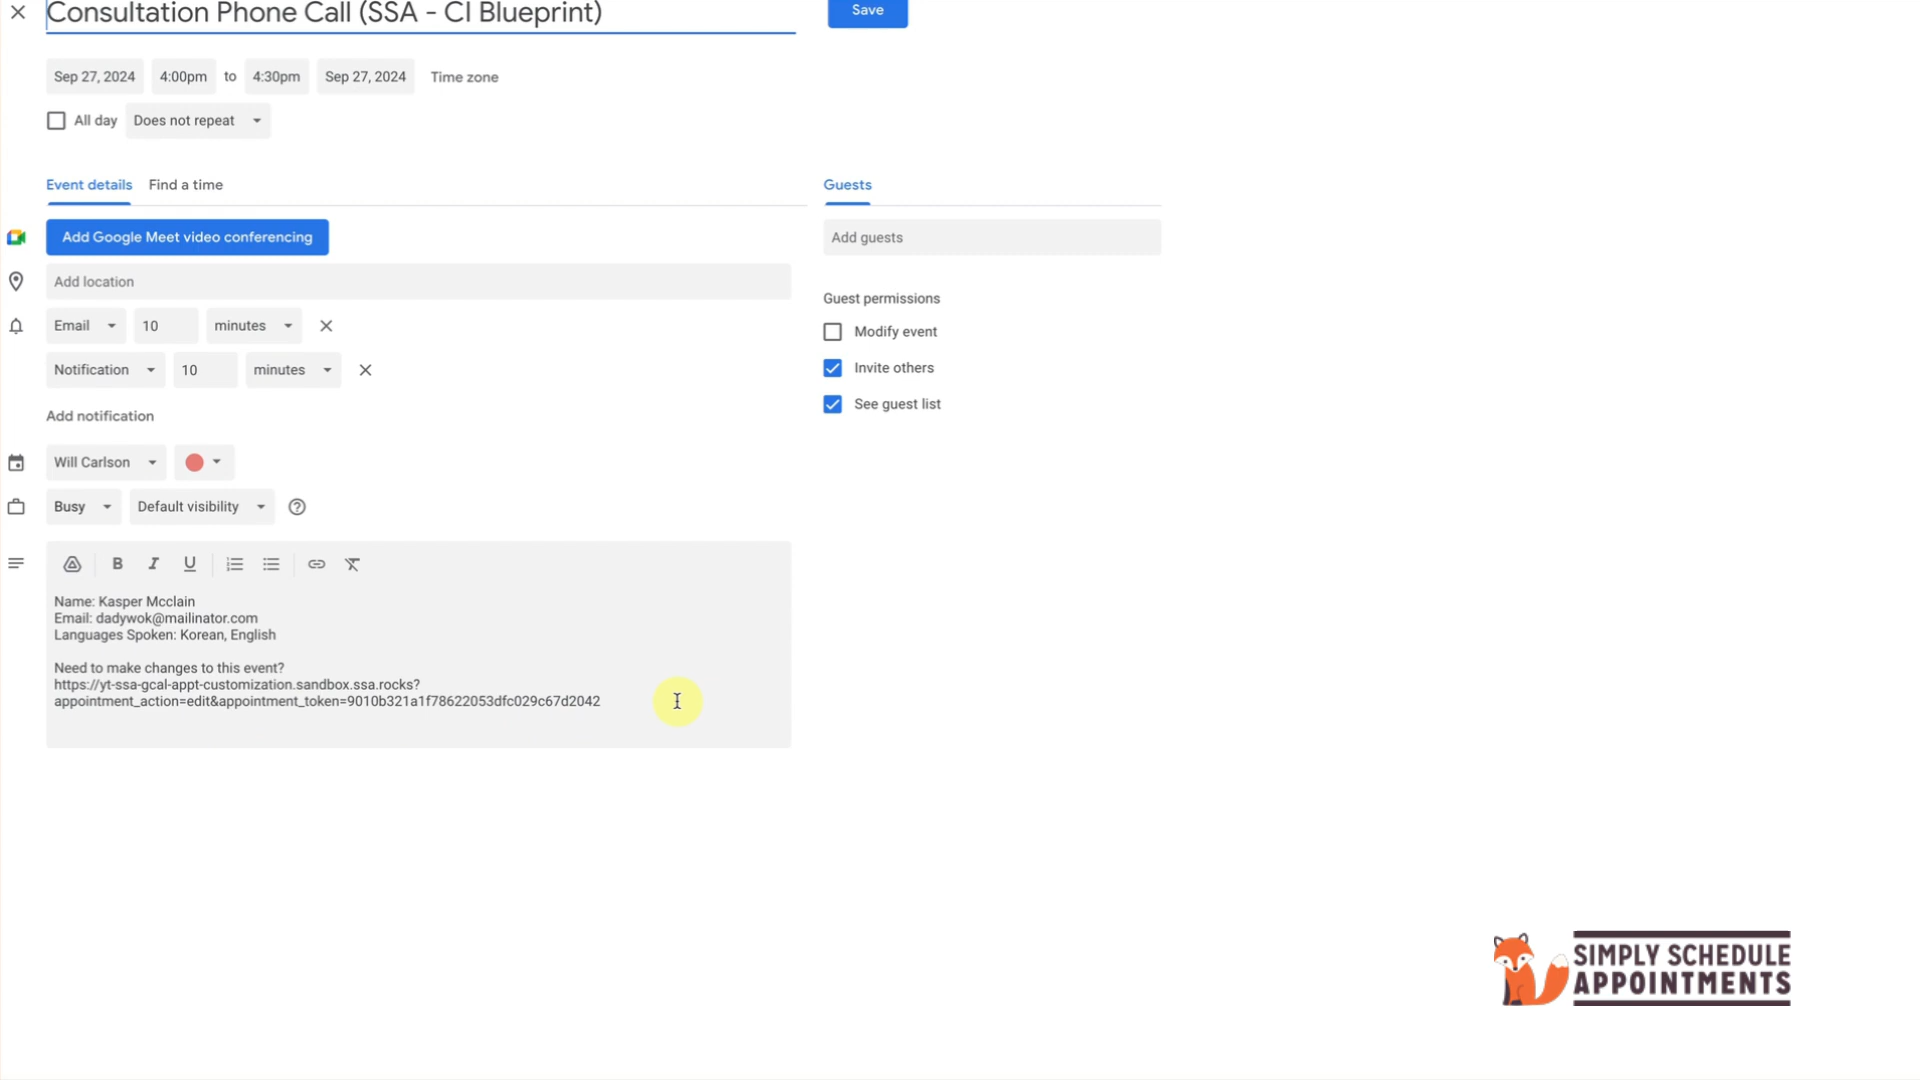 Consultation Phone Call (SSA - CI Blueprint)
Save
Sep 27, 2024 4:00pm to 4:30pm Sep 27, 2024 Time zone
All day Does not repeat
Event details Find a time
Guests
Add Google Meet video conferencing
Add guests
Add location
Guest permissions
Email 10 minutes
Modify event
Notification 10 minutes
Invite others
See guest list
Add notification
Will Carlson
Busy Default visibility
B I U
Name: Kasper Mcclain
Email: dadywok@mailinator.com
Languages Spoken: Korean, English
Need to make changes to this event?
https://yt-ssa-gcal-appt-customization.sandbox.ssa.rocks?
appointment_action=edit&appointment_token=9010b321a1f78622053dfc029c67d2042
SIMPLY SCHEDULE
APPOINTMENTS